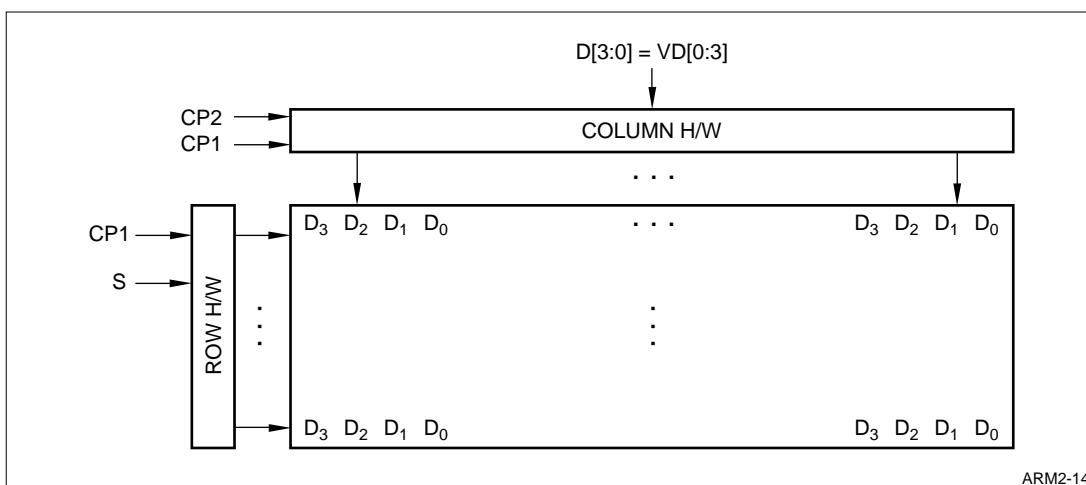 D[3:0] = VD[0:3]
CP2
CP1
COLUMN H/W
. . .
CP1
S
ROW H/W
D₃ D₂ D₁ D₀ . . . D₃ D₂ D₁ D₀
D₃ D₂ D₁ D₀ D₃ D₂ D₁ D₀
ARM2-14